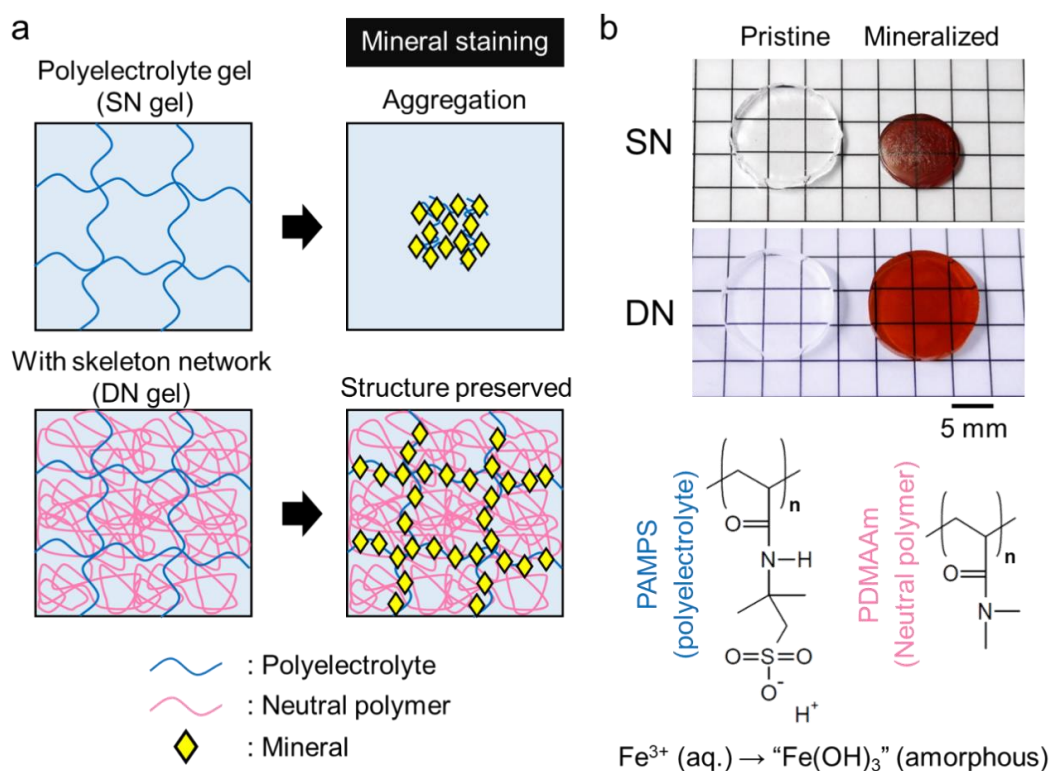 a
Mineral staining
Polyelectrolyte gel
(SN gel)
Aggregation
With skeleton network
(DN gel)
Structure preserved
: Polyelectrolyte
: Neutral polymer
: Mineral
b
Pristine
Mineralized
SN
DN
5 mm
PAMPS
(polyelectrolyte)
n
O
N-H
O=S=O
O⁻
H⁺
PDMAAm
(Neutral polymer)
n
O
N
Fe³⁺ (aq.) → “Fe(OH)₃” (amorphous)